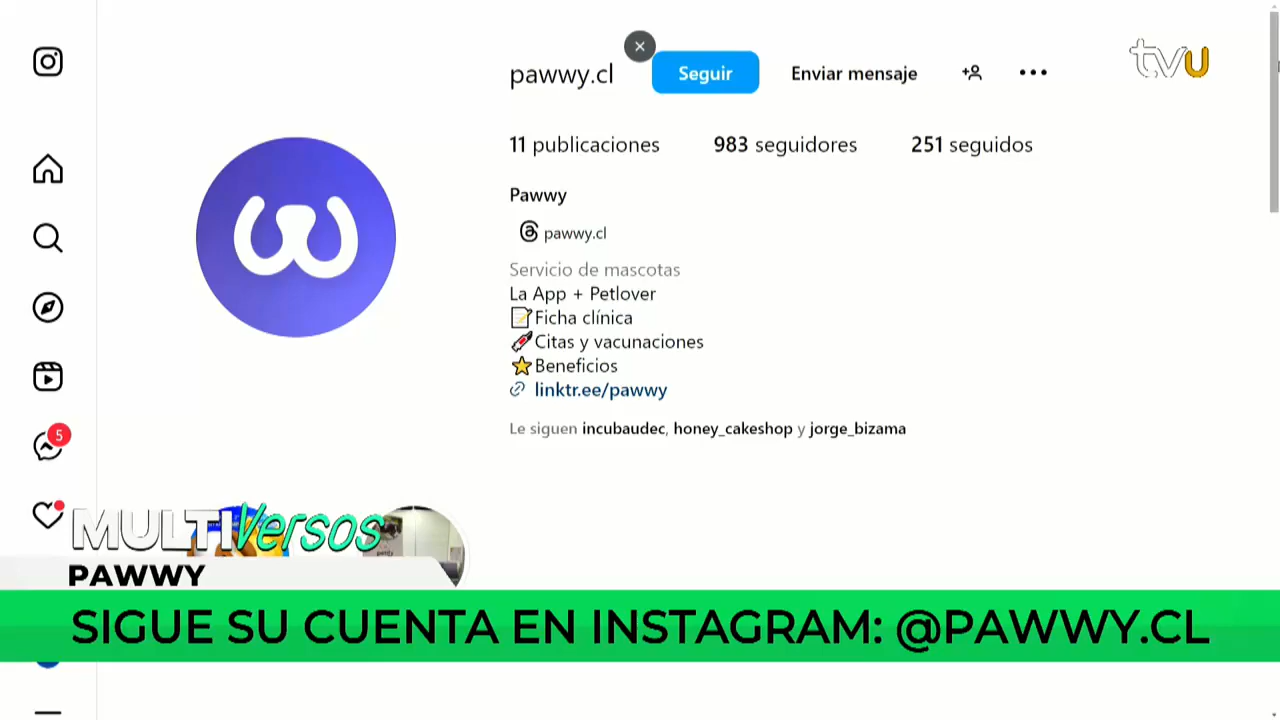 tvu
pawwy.cl
Seguir
Enviar mensaje
11 publicaciones
983 seguidores
251 seguidos
Pawwy
pawwy.cl
Servicio de mascotas
La App + Petlover
📝Ficha clínica
💉Citas y vacunaciones
⭐Beneficios
linktr.ee/pawwy
Le siguen incubaudec, honey_cakeshop y jorge_bizama
5
MULTIVersos
PAWWY
SIGUE SU CUENTA EN INSTAGRAM: @PAWWY.CL